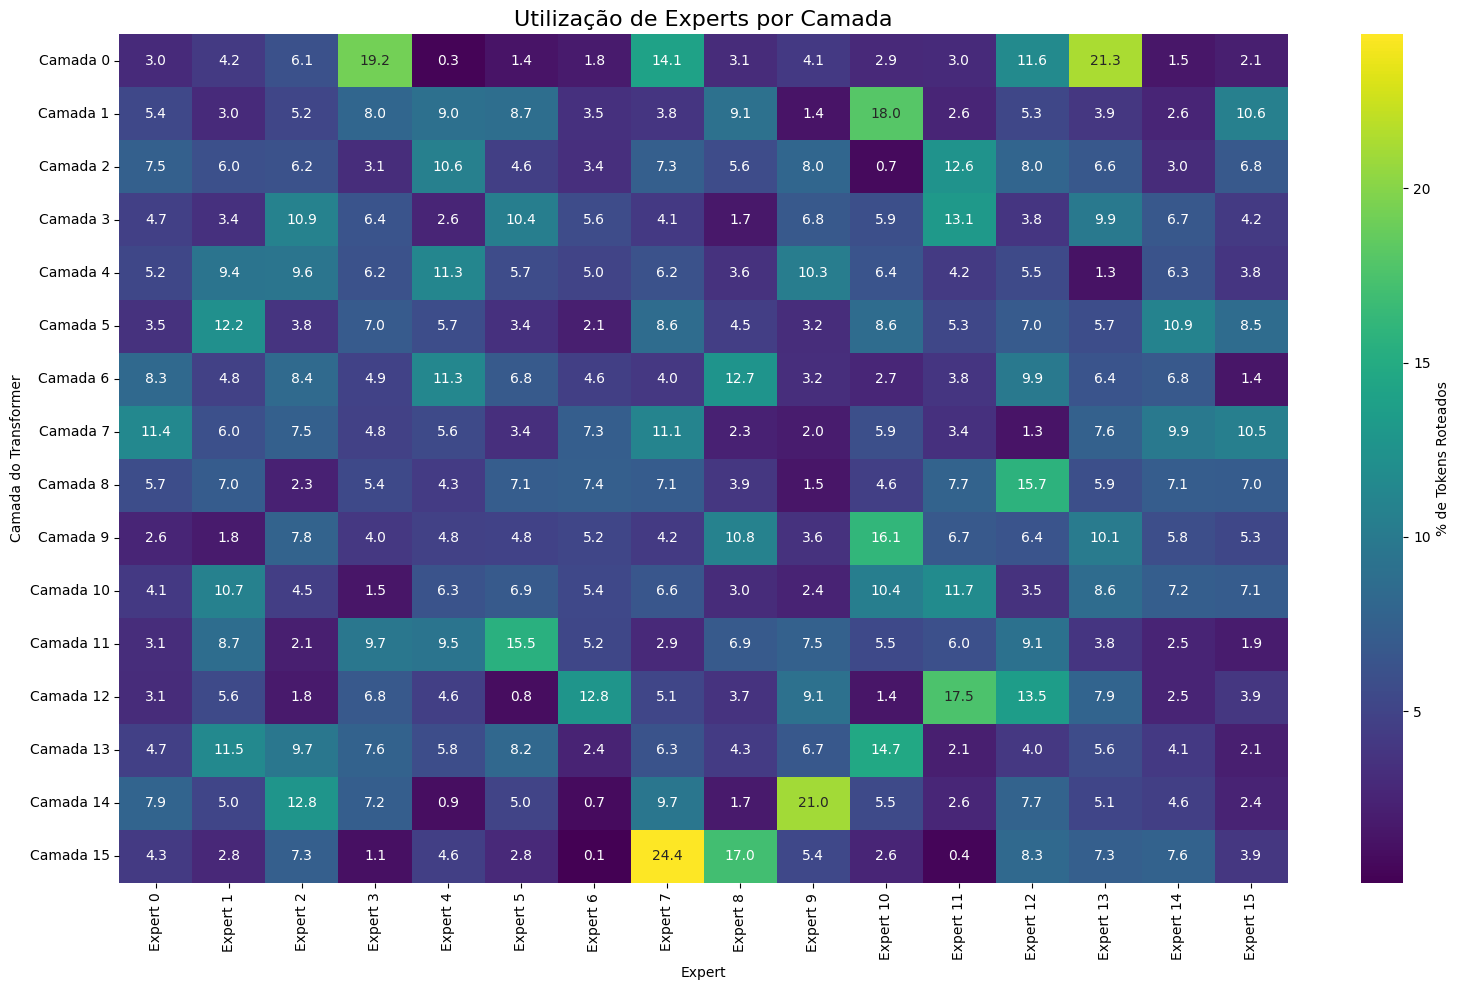 Utilização de Experts por Camada
Camada 0 3.0 4.2 6.1 19.2 0.3 1.4 1.8 14.1 3.1 4.1 2.9 3.0 11.6 21.3 1.5 2.1
Camada 1 5.4 3.0 5.2 8.0 9.0 8.7 3.5 3.8 9.1 1.4 18.0 2.6 5.3 3.9 2.6 10.6
Camada 2 7.5 6.0 6.2 3.1 10.6 4.6 3.4 7.3 5.6 8.0 0.7 12.6 8.0 6.6 3.0 6.8
20
Camada 3 4.7 3.4 10.9 6.4 2.6 10.4 5.6 4.1 1.7 6.8 5.9 13.1 3.8 9.9 6.7 4.2
Camada 4 5.2 9.4 9.6 6.2 11.3 5.7 5.0 6.2 3.6 10.3 6.4 4.2 5.5 1.3 6.3 3.8
Camada 5 3.5 12.2 3.8 7.0 5.7 3.4 2.1 8.6 4.5 3.2 8.6 5.3 7.0 5.7 10.9 8.5
Camada 6 8.3 4.8 8.4 4.9 11.3 6.8 4.6 4.0 12.7 3.2 2.7 3.8 9.9 6.4 6.8 1.4
15
Camada 7 11.4 6.0 7.5 4.8 5.6 3.4 7.3 11.1 2.3 2.0 5.9 3.4 1.3 7.6 9.9 10.5
Camada do Transformer
% de Tokens Roteados
Camada 8 5.7 7.0 2.3 5.4 4.3 7.1 7.4 7.1 3.9 1.5 4.6 7.7 15.7 5.9 7.1 7.0
Camada 9 2.6 1.8 7.8 4.0 4.8 4.8 5.2 4.2 10.8 3.6 16.1 6.7 6.4 10.1 5.8 5.3
10
Camada 10 4.1 10.7 4.5 1.5 6.3 6.9 5.4 6.6 3.0 2.4 10.4 11.7 3.5 8.6 7.2 7.1
Camada 11 3.1 8.7 2.1 9.7 9.5 15.5 5.2 2.9 6.9 7.5 5.5 6.0 9.1 3.8 2.5 1.9
Camada 12 3.1 5.6 1.8 6.8 4.6 0.8 12.8 5.1 3.7 9.1 1.4 17.5 13.5 7.9 2.5 3.9
5
Camada 13 4.7 11.5 9.7 7.6 5.8 8.2 2.4 6.3 4.3 6.7 14.7 2.1 4.0 5.6 4.1 2.1
Camada 14 7.9 5.0 12.8 7.2 0.9 5.0 0.7 9.7 1.7 21.0 5.5 2.6 7.7 5.1 4.6 2.4
Camada 15 4.3 2.8 7.3 1.1 4.6 2.8 0.1 24.4 17.0 5.4 2.6 0.4 8.3 7.3 7.6 3.9
Expert 0 Expert 1 Expert 2 Expert 3 Expert 4 Expert 5 Expert 6 Expert 7 Expert 8 Expert 9 Expert 10 Expert 11 Expert 12 Expert 13 Expert 14 Expert 15
Expert